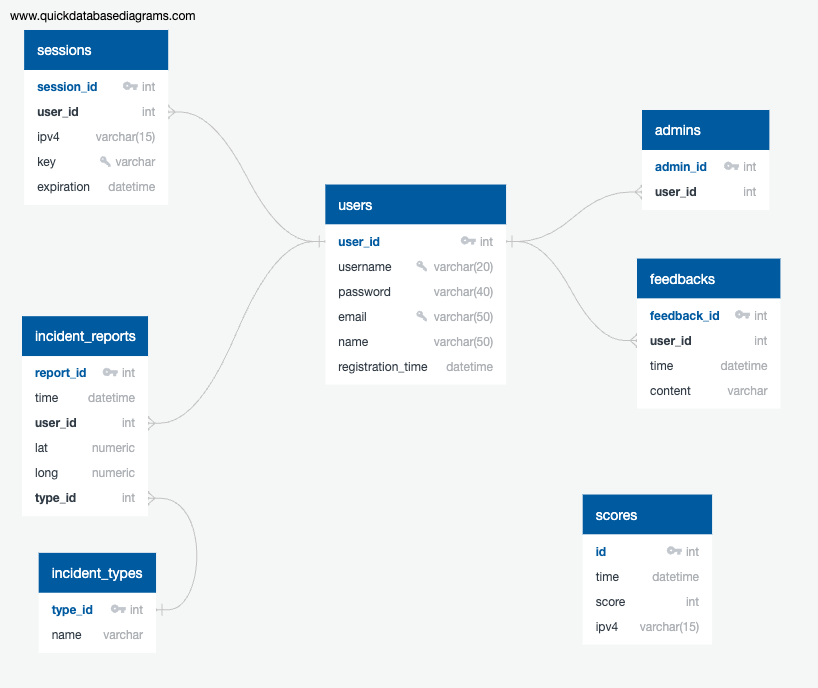 www.quickdatabasediagrams.com
sessions
session_id int
user_id int
ipv4 varchar(15)
key varchar
expiration datetime
incident_reports
report_id int
time datetime
user_id int
lat numeric
long numeric
type_id int
incident_types
type_id int
name varchar
users
user_id int
username varchar(20)
password varchar(40)
email varchar(50)
name varchar(50)
registration_time datetime
admins
admin_id int
user_id int
feedbacks
feedback_id int
user_id int
time datetime
content varchar
scores
id int
time datetime
score int
ipv4 varchar(15)